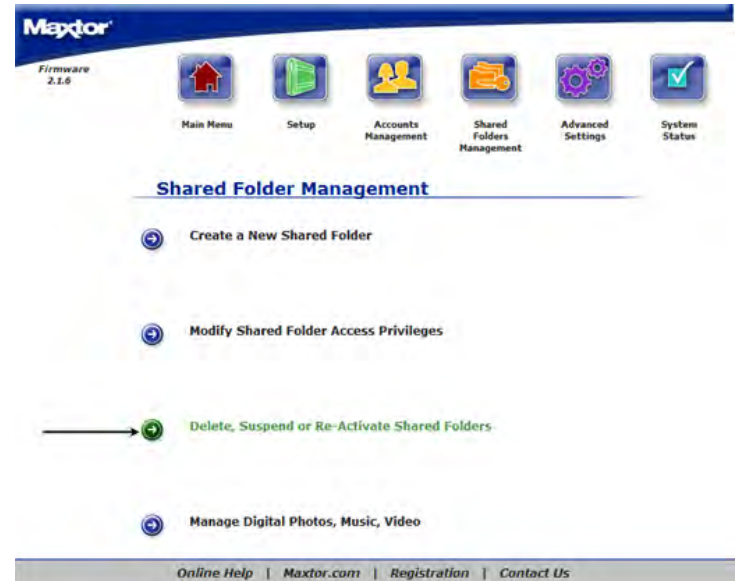 Maxtor
Firmware
2.1.6
Main Menu
Setup
Accounts
Management
Shared
Folders
Management
Advanced
Settings
System
Status
Shared Folder Management
Create a New Shared Folder
Modify Shared Folder Access Privileges
Delete, Suspend or Re-Activate Shared Folders
Manage Digital Photos, Music, Video
Online Help | Maxtor.com | Registration | Contact Us